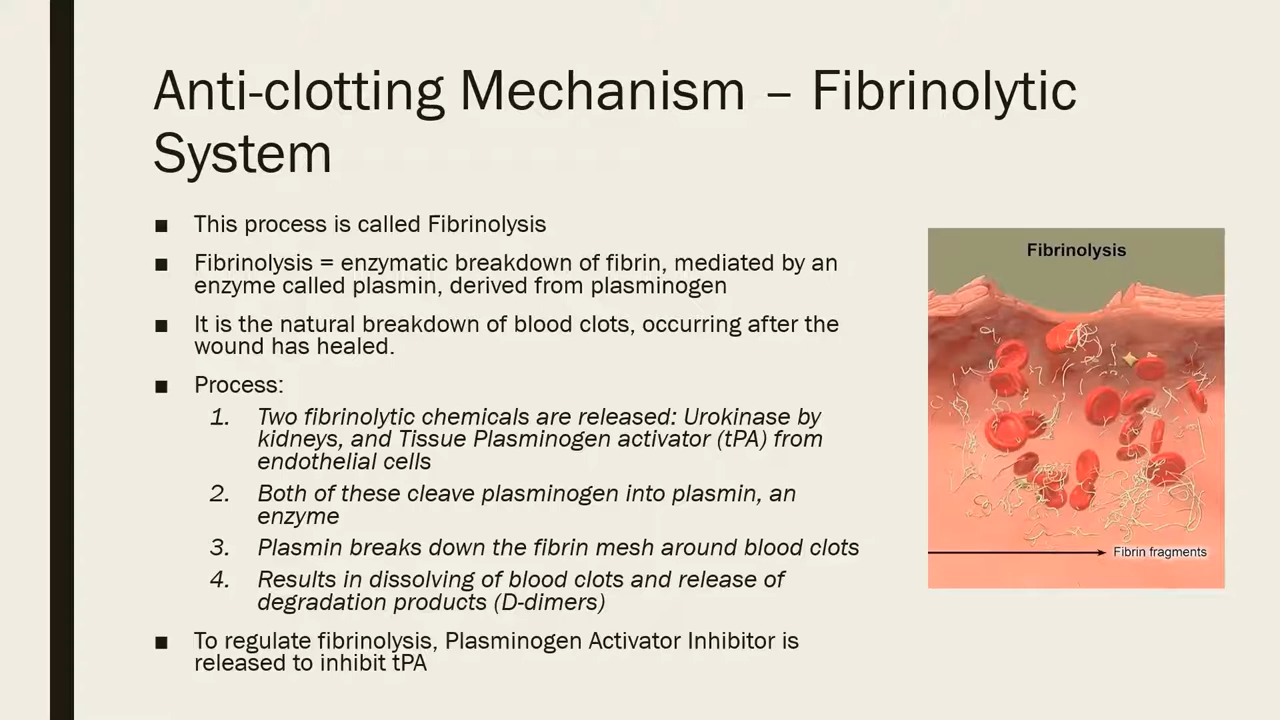 Anti-clotting Mechanism – Fibrinolytic
System
■ This process is called Fibrinolysis
■ Fibrinolysis = enzymatic breakdown of fibrin, mediated by an
enzyme called plasmin, derived from plasminogen
■ It is the natural breakdown of blood clots, occurring after the
wound has healed.
■ Process:
1. Two fibrinolytic chemicals are released: Urokinase by
kidneys, and Tissue Plasminogen activator (tPA) from
endothelial cells
2. Both of these cleave plasminogen into plasmin, an
enzyme
3. Plasmin breaks down the fibrin mesh around blood clots
4. Results in dissolving of blood clots and release of
degradation products (D-dimers)
■ To regulate fibrinolysis, Plasminogen Activator Inhibitor is
released to inhibit tPA
Fibrinolysis
Fibrin fragments